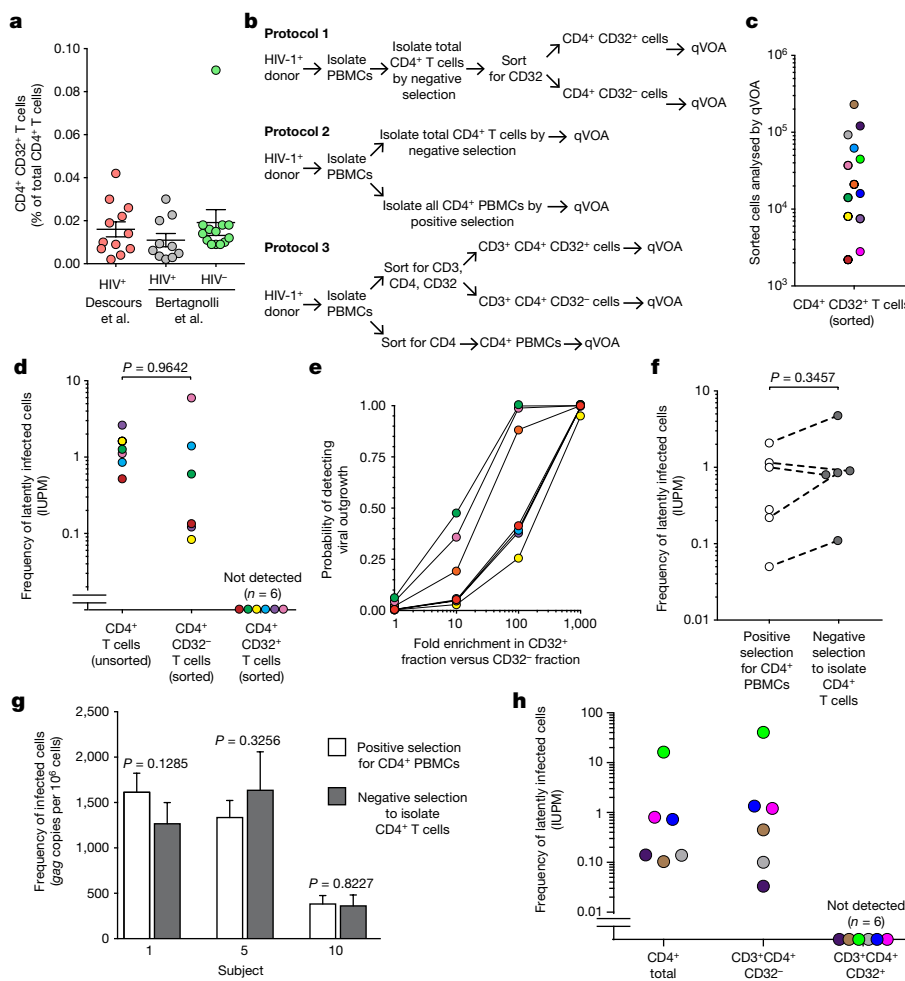 a
CD4+ CD32+ T cells
(% of total CD4+ T cells)
0.10
0.08
0.06
0.04
0.02
0.00
HIV+
HIV+
HIV−
Descours
et al.
Bertagnolli
et al.
b
Protocol 1
HIV-1+
donor
Isolate
PBMCs
Isolate total
CD4+ T cells
by negative
selection
Sort
for CD32
CD4+ CD32+ cells
qVOA
CD4+ CD32− cells
qVOA
Protocol 2
HIV-1+
donor
Isolate
PBMCs
Isolate total CD4+ T cells by
negative selection
qVOA
Isolate all CD4+ PBMCs by
positive selection
qVOA
Protocol 3
HIV-1+
donor
Isolate
PBMCs
Sort for CD3,
CD4, CD32
CD3+ CD4+ CD32+ cells
qVOA
CD3+ CD4+ CD32− cells
qVOA
Sort for CD4
CD4+ PBMCs
qVOA
c
Sorted cells analysed by qVOA
10^6
10^5
10^4
10^3
CD4+ CD32+ T cells
(sorted)
d
Frequency of latently infected cells
(IUPM)
P = 0.9642
10
1
0.1
Not detected
(n = 6)
CD4+
T cells
(unsorted)
CD4+
CD32−
T cells
(sorted)
CD4+
CD32+
T cells
(sorted)
e
Probability of detecting
viral outgrowth
1.00
0.75
0.50
0.25
0.00
1
10
100
1,000
Fold enrichment in CD32+
fraction versus CD32− fraction
f
Frequency of latently infected cells
(IUPM)
P = 0.3457
10
1
0.1
0.01
Positive
selection
for CD4+
PBMCs
Negative
selection
to isolate
CD4+
T cells
g
Frequency of infected cells
(gag copies per 10^6 cells)
2,500
2,000
1,500
1,000
500
0
P = 0.1285
P = 0.3256
P = 0.8227
1
5
10
Subject
Positive selection
for CD4+ PBMCs
Negative selection
to isolate
CD4+ T cells
h
Frequency of latently infected cells
(IUPM)
100
10
1
0.10
0.01
Not detected
(n = 6)
CD4+
total
CD3+CD4+
CD32−
CD3+CD4+
CD32+